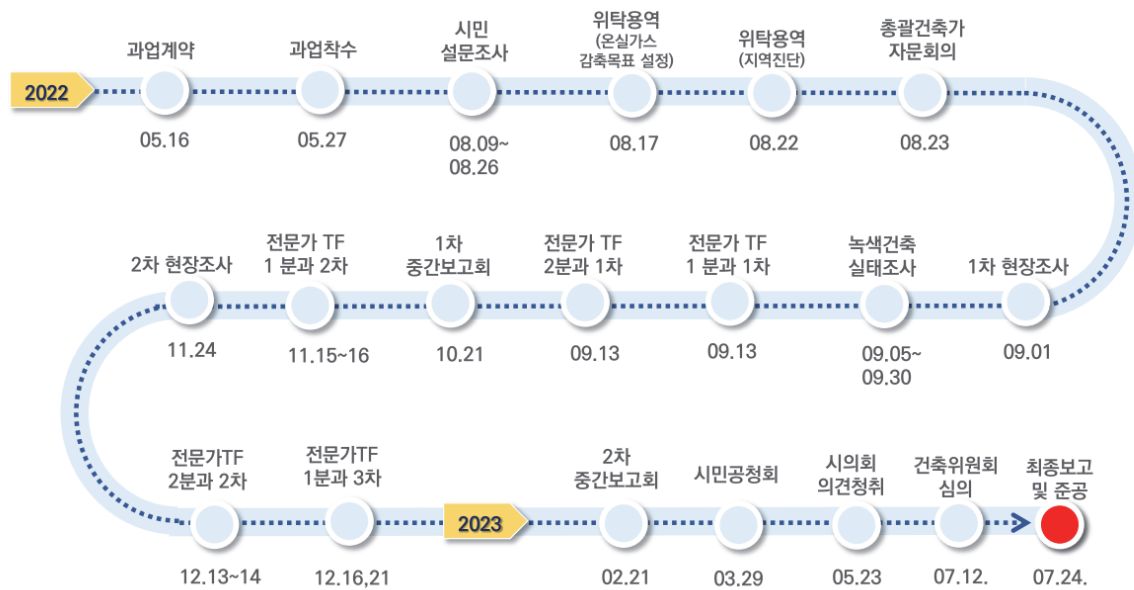 2022
과업계약
05.16
과업착수
05.27
시민
설문조사
08.09~
08.26
위탁용역
(온실가스
감축목표 설정)
08.17
위탁용역
(지역진단)
08.22
총괄건축가
자문회의
08.23
1차 현장조사
09.01
녹색건축
실태조사
09.05~
09.30
전문가 TF
1 분과 1차
09.13
전문가 TF
2분과 1차
09.13
1차
중간보고회
10.21
전문가 TF
1 분과 2차
11.15~16
2차 현장조사
11.24
전문가TF
2분과 2차
12.13~14
전문가TF
1분과 3차
12.16,21
2023
2차
중간보고회
02.21
시민공청회
03.29
시의회
의견청취
05.23
건축위원회
심의
07.12.
최종보고
및 준공
07.24.